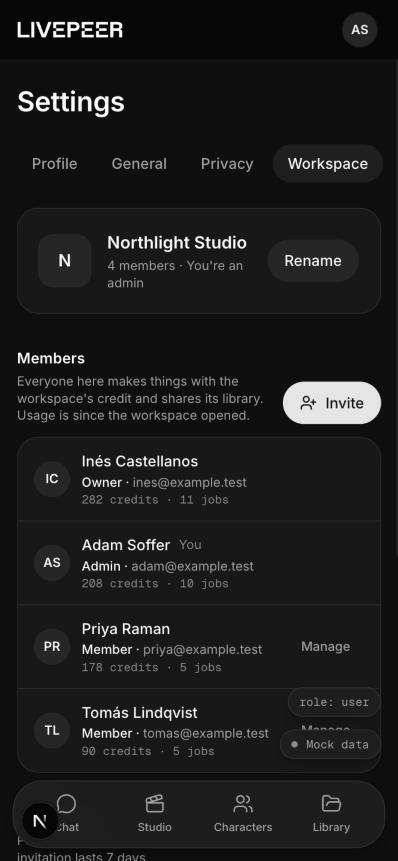 LIVEPEER
AS
Settings
Profile General Privacy Workspace
N
Northlight Studio
4 members · You're an
admin
Rename
Members
Everyone here makes things with the
workspace's credit and shares its library.
Usage is since the workspace opened.
Invite
IC
Inés Castellanos
Owner · ines@example.test
282 credits · 11 jobs
AS
Adam Soffer You
Admin · adam@example.test
208 credits · 10 jobs
PR
Priya Raman
Member · priya@example.test
178 credits · 5 jobs
Manage
TL
Tomás Lindqvist
Member · tomas@example.test
90 credits · 5 jobs
role: user
Manage
Mock data
N
Chat Studio Characters Library
invitation lasts 7 days.